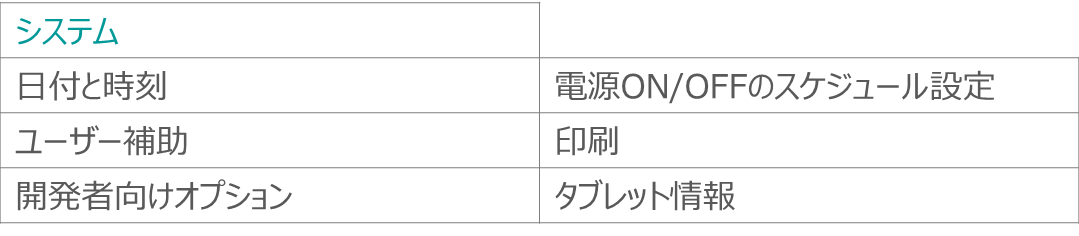 システム
日付と時刻
電源ON/OFFのスケジュール設定
ユーザー補助
印刷
開発者向けオプション
タブレット情報